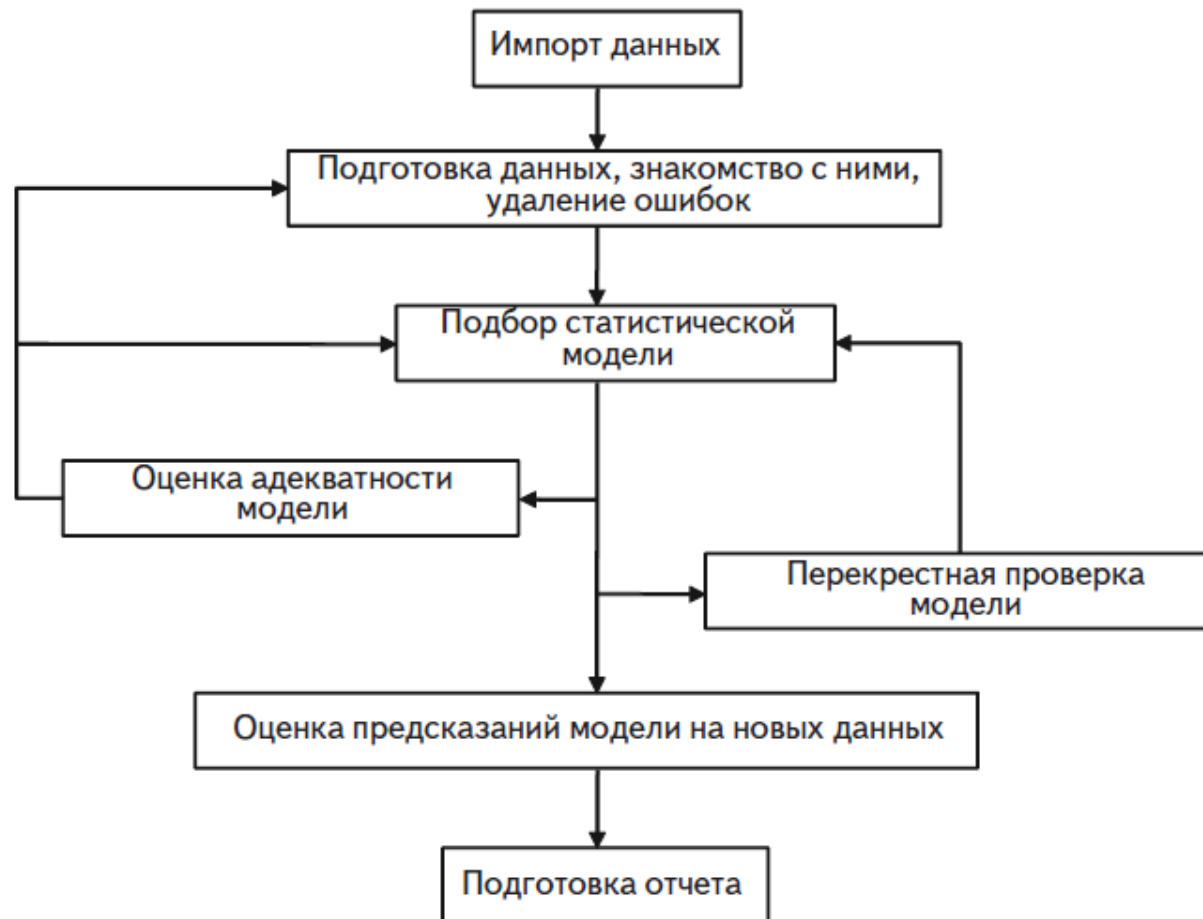 Импорт данных
Подготовка данных, знакомство с ними,
удаление ошибок
Подбор статистической
модели
Оценка адекватности
модели
Перекрестная проверка
модели
Оценка предсказаний модели на новых данных
Подготовка отчета